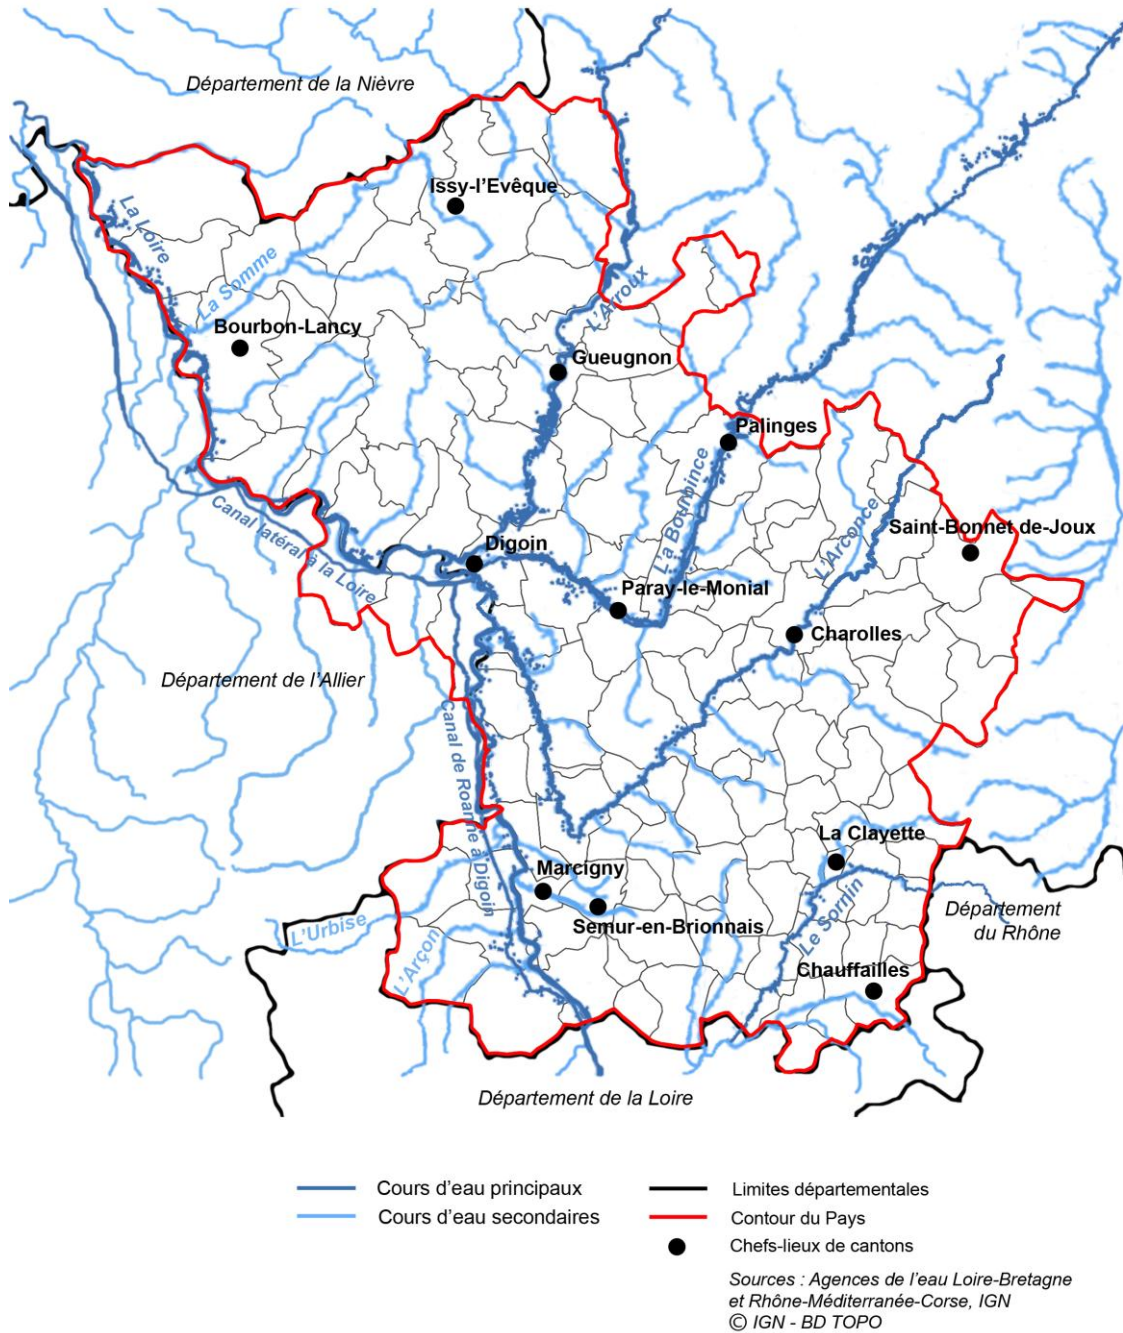 Département de la Nièvre
Issy-l'Evêque
La Loire
La Somme
Bourbon-Lancy
L'Arroux
Gueugnon
Palinges
La Bourbince
L'Arconce
Saint-Bonnet de-Joux
Canal latéral à la Loire
Digoin
Paray-le-Monial
Charolles
Département de l'Allier
Canal de Roanne à Digoin
La Clayette
Marcigny
Semur-en-Brionnais
L'Urbise
L'Arçon
Le Sornin
Département
du Rhône
Chauffailles
Département de la Loire
Cours d'eau principaux
Cours d'eau secondaires
Limites départementales
Contour du Pays
Chefs-lieux de cantons
Sources : Agences de l'eau Loire-Bretagne
et Rhône-Méditerranée-Corse, IGN
© IGN - BD TOPO